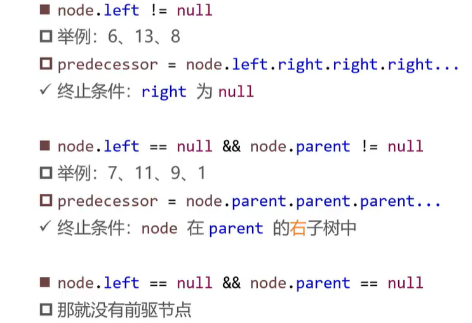 ■ node.left != null
□ 举例：6、13、8
□ predecessor = node.left.right.right.right...
✓ 终止条件：right 为 null
■ node.left == null && node.parent != null
□ 举例：7、11、9、1
□ predecessor = node.parent.parent.parent...
✓ 终止条件：node 在 parent 的右子树中
■ node.left == null && node.parent == null
□ 那就没有前驱节点